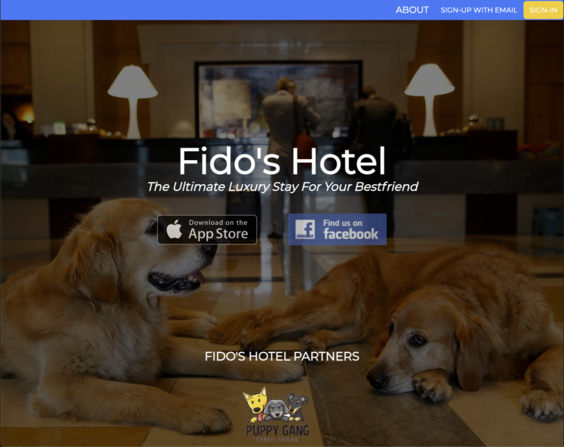 ABOUT SIGN-UP WITH EMAIL SIGN-IN
Fido's Hotel
The Ultimate Luxury Stay For Your Bestfriend
Download on the
App Store
Find us on
facebook
FIDO'S HOTEL PARTNERS
PUPPY GANG